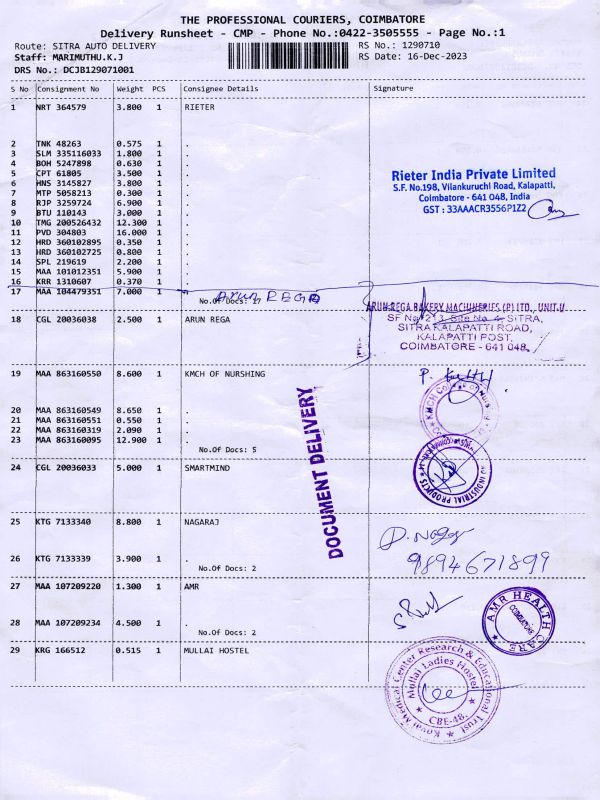 THE PROFESSIONAL COURIERS, COIMBATORE
Delivery Runsheet - CMP - Phone No.:0422-3505555 - Page No.:1
Route: SITRA AUTO DELIVERY RS No.: 1290710
Staff: MARIMUTHU.K.J RS Date: 16-Dec-2023
DRS No.: DCJB129071001
S No Consignment No Weight PCS Consignee Details Signature
1 NRT 364579 3.800 1 RIETER
2 TNK 48263 0.575 1 .
3 SLM 335116033 1.800 1 .
4 BOH 5247898 0.630 1 .
5 CPT 61805 3.500 1 .
6 HNS 3145827 3.800 1 .
7 MTP 5058213 0.300 1 .
8 RJP 3259724 6.900 1 .
9 BTU 110143 3.000 1 .
10 TMG 200526432 12.300 1 .
11 PVD 304803 16.000 1 .
12 HRD 360102895 0.350 1 .
13 HRD 360102725 0.800 1 .
14 SPL 219619 2.200 1 .
15 MAA 101012351 5.900 1 .
16 KRR 1310607 0.370 1 .
17 MAA 104479351 7.000 1 .
No.Of Docs: 17
Rieter India Private Limited
S.F. No.198, Vilankuruchi Road, Kalapatti,
Coimbatore - 641 048, India
GST : 33AAACR3556P1Z2
ARUN REGA
18 CGL 20036038 2.500 1 ARUN REGA
ARUN REGA BAKERY MACHINERIES (P) LTD., UNIT-V
SITRA,
SITRA KALAPATTI ROAD,
KALAPATTI POST,
COIMBATORE - 641 048.
19 MAA 863160550 8.600 1 KMCH OF NURSHING
20 MAA 863160549 8.650 1 .
21 MAA 863160551 0.550 1 .
22 MAA 863160319 2.090 1 .
23 MAA 863160095 12.900 1 .
No.Of Docs: 5
DOCUMENT DELIVERY
24 CGL 20036033 5.000 1 SMARTMIND
INDUSTRIAL PRODUCTS
25 KTG 7133340 8.800 1 NAGARAJ
26 KTG 7133339 3.900 1 .
No.Of Docs: 2
9894671899
27 MAA 107209220 1.300 1 AMR
28 MAA 107209234 4.500 1 .
No.Of Docs: 2
AMR HEALTH CARE
COIMBATORE
29 KRG 166512 0.515 1 MULLAI HOSTEL
Kovai Medical Center Research & Educational Trust
Mullai Ladies Hostel
CBE-48.